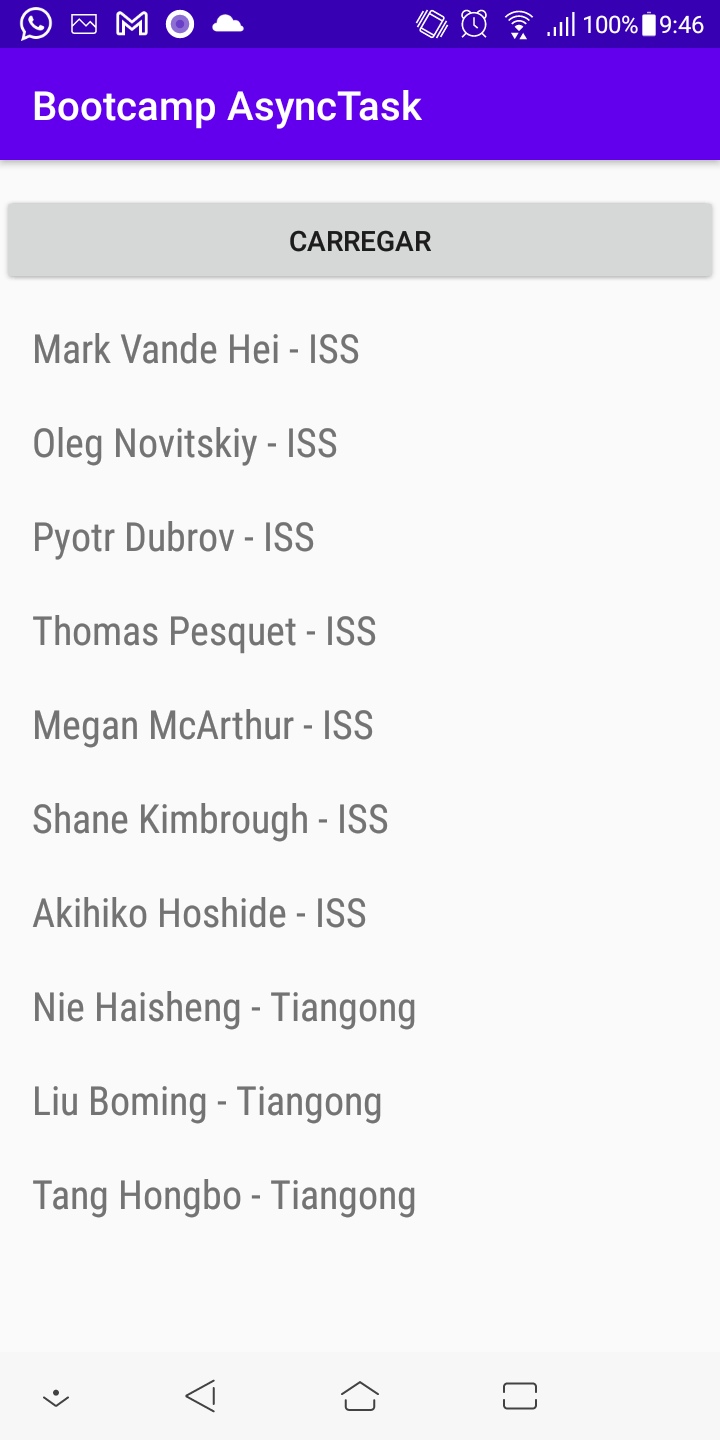 100% 9:46
Bootcamp AsyncTask
CARREGAR
Mark Vande Hei - ISS
Oleg Novitskiy - ISS
Pyotr Dubrov - ISS
Thomas Pesquet - ISS
Megan McArthur - ISS
Shane Kimbrough - ISS
Akihiko Hoshide - ISS
Nie Haisheng - Tiangong
Liu Boming - Tiangong
Tang Hongbo - Tiangong